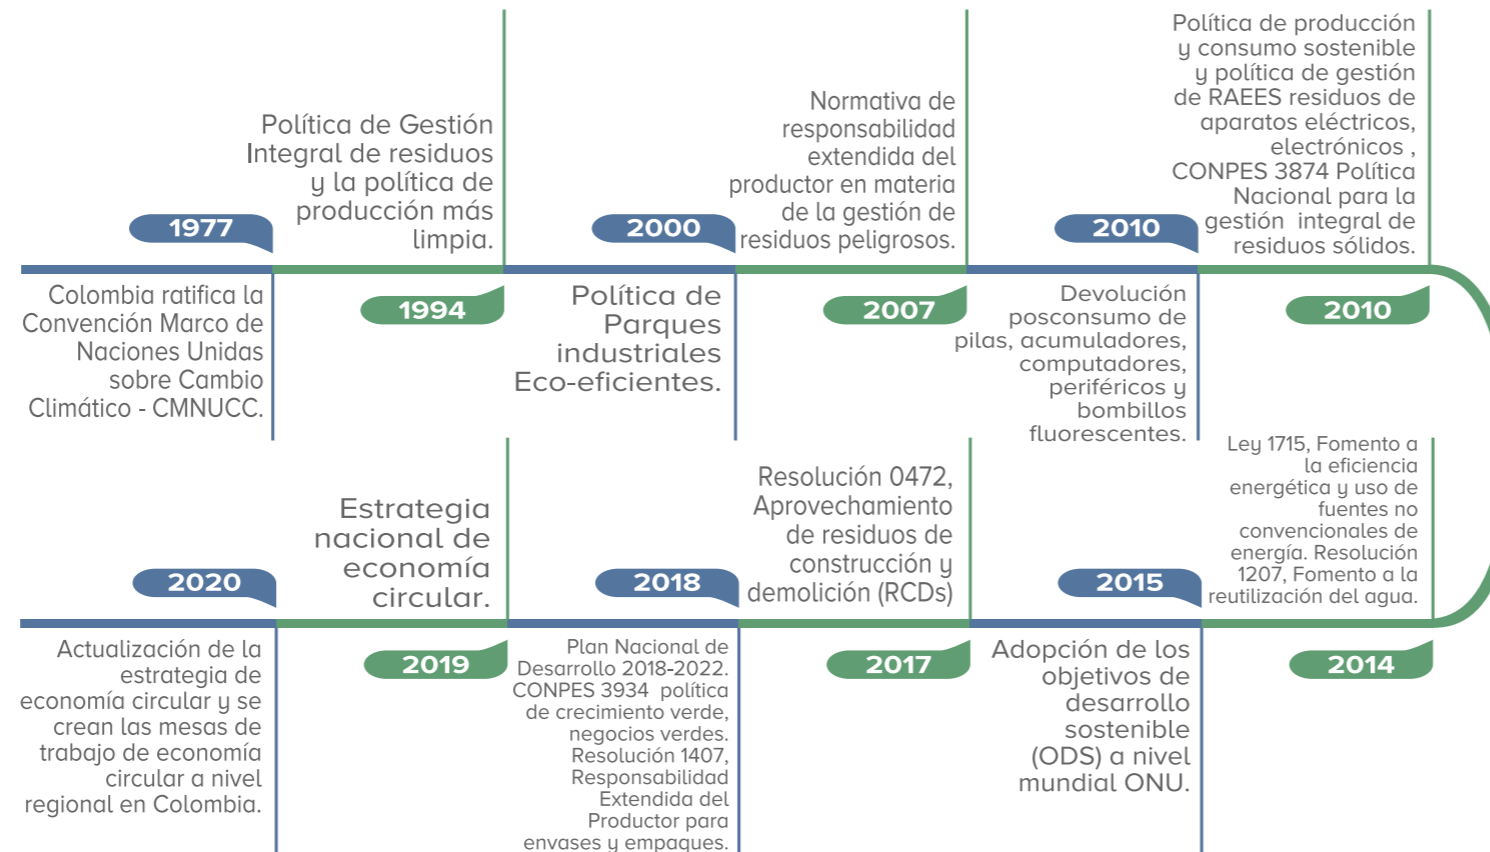 1977
Colombia ratifica la
Convención Marco de
Naciones Unidas
sobre Cambio
Climático - CMNUCC.
Política de Gestión
Integral de residuos
y la política de
producción más
limpia.
1994
2000
Política de
Parques
industriales
Eco-eficientes.
Normativa de
responsabilidad
extendida del
productor en materia
de la gestión de
residuos peligrosos.
2007
2010
Devolución
posconsumo de
pilas, acumuladores,
computadores,
periféricos y
bombillos
fluorescentes.
Política de producción
y consumo sostenible
y política de gestión
de RAEES residuos de
aparatos eléctricos,
electrónicos ,
CONPES 3874 Política
Nacional para la
gestión integral de
residuos sólidos.
2010
Ley 1715, Fomento a
la eficiencia
energética y uso de
fuentes no
convencionales de
energía. Resolución
1207, Fomento a la
reutilización del agua.
2014
2015
Adopción de los
objetivos de
desarrollo
sostenible
(ODS) a nivel
mundial ONU.
Resolución 0472,
Aprovechamiento
de residuos de
construcción y
demolición (RCDs)
2017
2018
Plan Nacional de
Desarrollo 2018-2022.
CONPES 3934 política
de crecimiento verde,
negocios verdes.
Resolución 1407,
Responsabilidad
Extendida del
Productor para
envases y empaques.
Estrategia
nacional de
economía
circular.
2019
2020
Actualización de la
estrategia de
economía circular y se
crean las mesas de
trabajo de economía
circular a nivel
regional en Colombia.